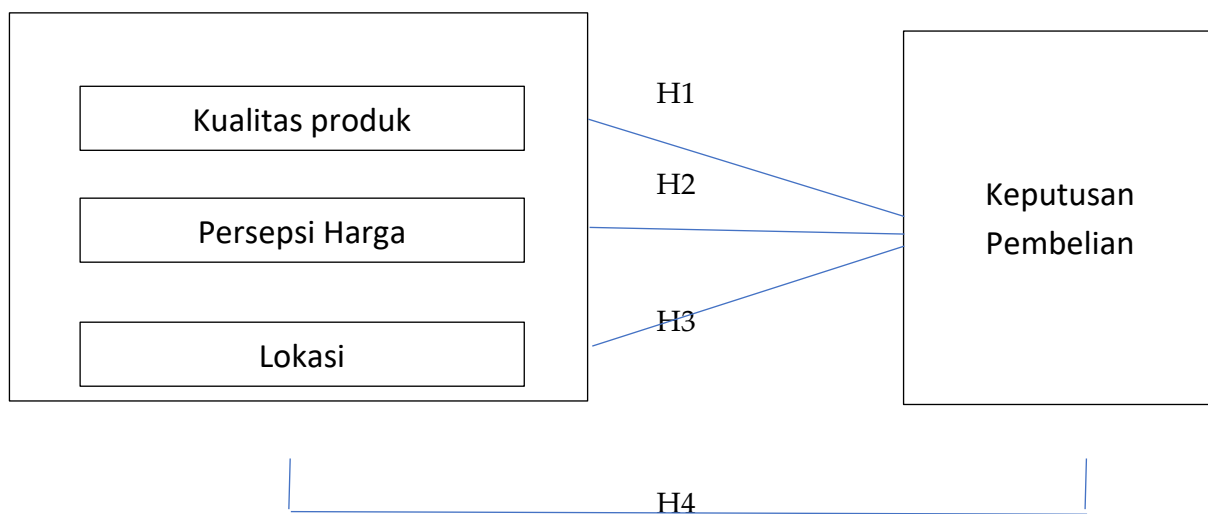 H1
Kualitas produk
H2
Persepsi Harga
Keputusan
Pembelian
H3
Lokasi
H4